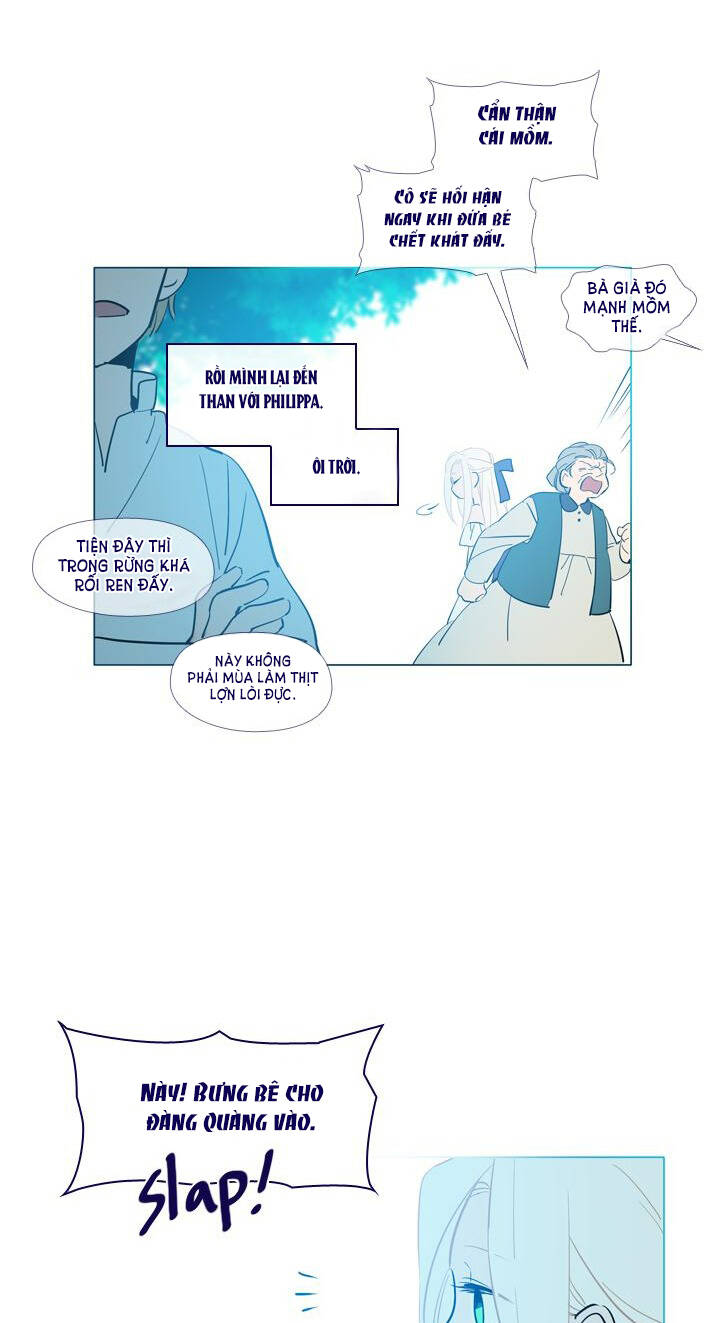 CẨN THẬN
CÁI MỒM.
CÔ SẼ HỐI HẬN
NGAY KHI ĐỨA BÉ
CHẾT KHÁT ĐẤY.
BÀ GIÀ ĐÓ
MẠNH MỒM
THẾ.
RỒI MÌNH LẠI ĐẾN
THAN VỚI PHILIPPA.
ÔI TRỜI.
TIỆN ĐÂY THÌ
TRONG RỪNG KHÁ
RỐI REN ĐẤY.
NÀY KHÔNG
PHẢI MÙA LÀM THỊT
LỢN LÒI ĐỰC.
NÀY! BƯNG BÊ CHO
ĐÀNG QUÀNG VÀO.
slap!